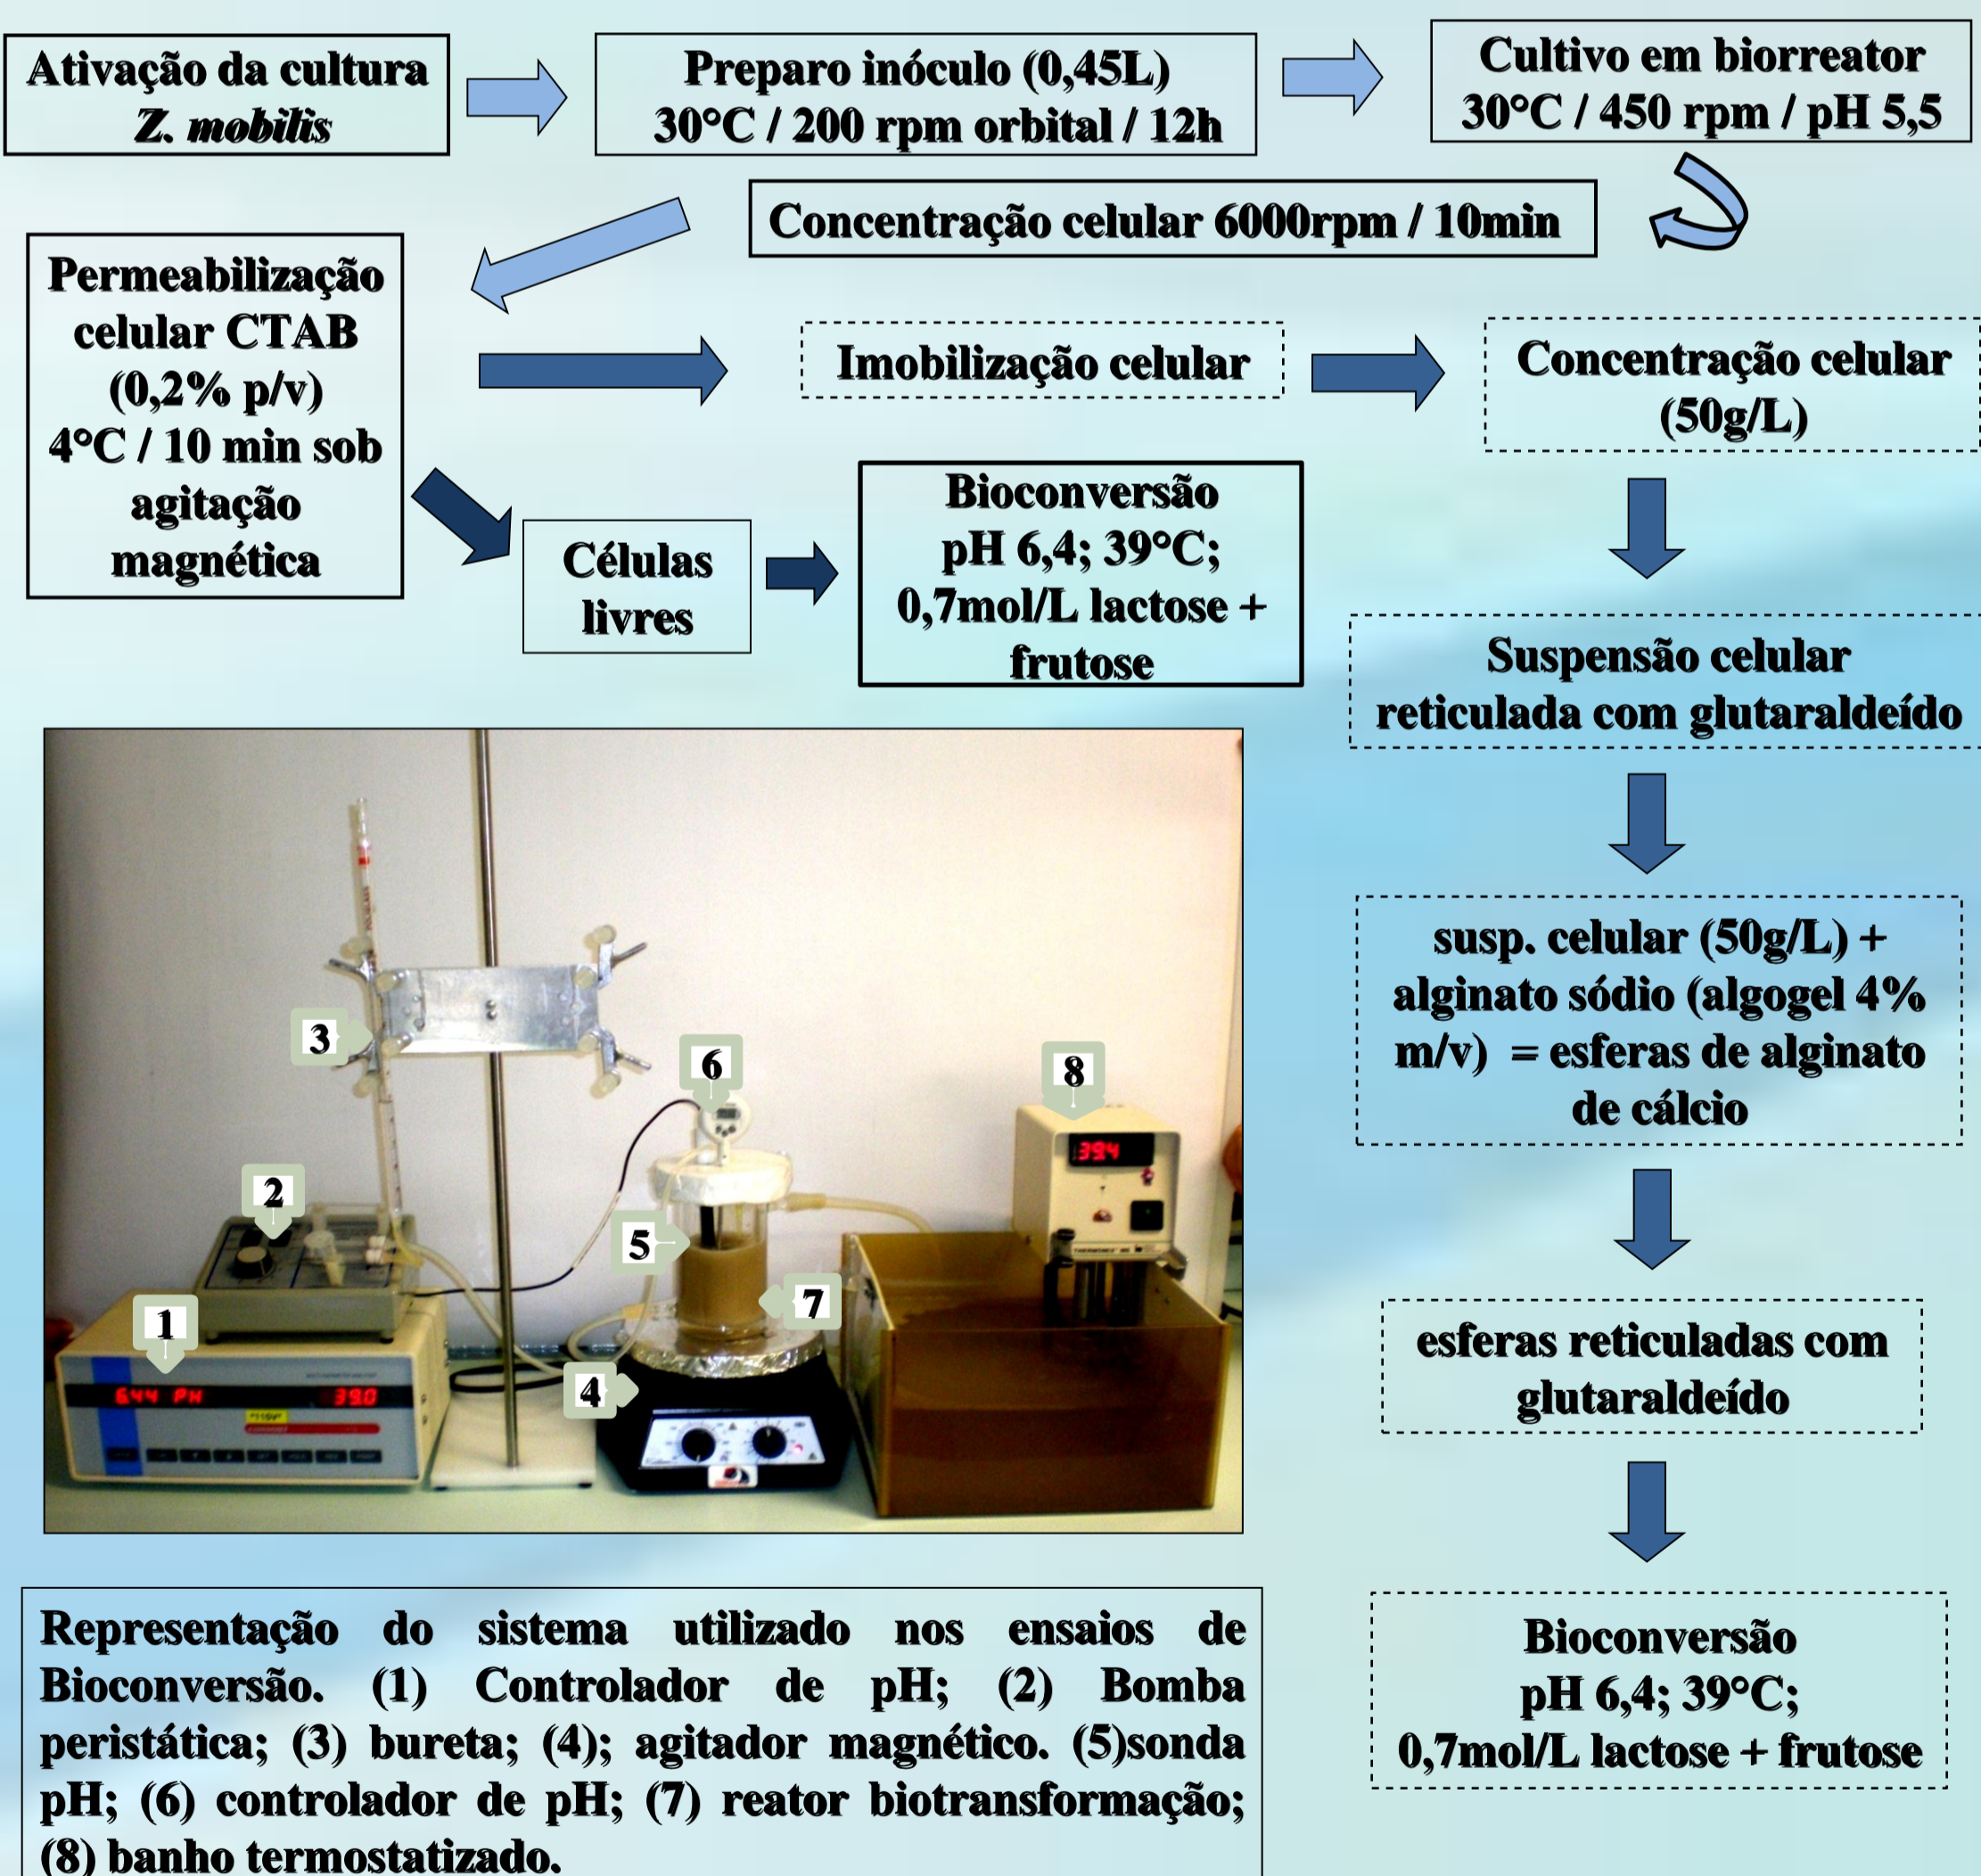 Ativação da cultura
Z. mobilis
Preparo inóculo (0,45L)
30°C / 200 rpm orbital / 12h
Cultivo em biorreator
30°C / 450 rpm / pH 5,5
Concentração celular 6000rpm / 10min
Permeabilização
celular CTAB
(0,2% p/v)
4°C / 10 min sob
agitação
magnética
Imobilização celular
Concentração celular
(50g/L)
Células
livres
Bioconversão
pH 6,4; 39°C;
0,7mol/L lactose +
frutose
Suspensão celular
reticulada com glutaraldeído
susp. celular (50g/L) +
alginato sódio (algogel 4%
m/v) = esferas de alginato
de cálcio
esferas reticuladas com
glutaraldeído
Bioconversão
pH 6,4; 39°C;
0,7mol/L lactose + frutose
3
6
8
39.4
2
5
7
1
4
6.44 PH 39.0
"110V"
Representação do sistema utilizado nos ensaios de
Bioconversão. (1) Controlador de pH; (2) Bomba
peristática; (3) bureta; (4); agitador magnético. (5)sonda
pH; (6) controlador de pH; (7) reator biotransformação;
(8) banho termostatizado.